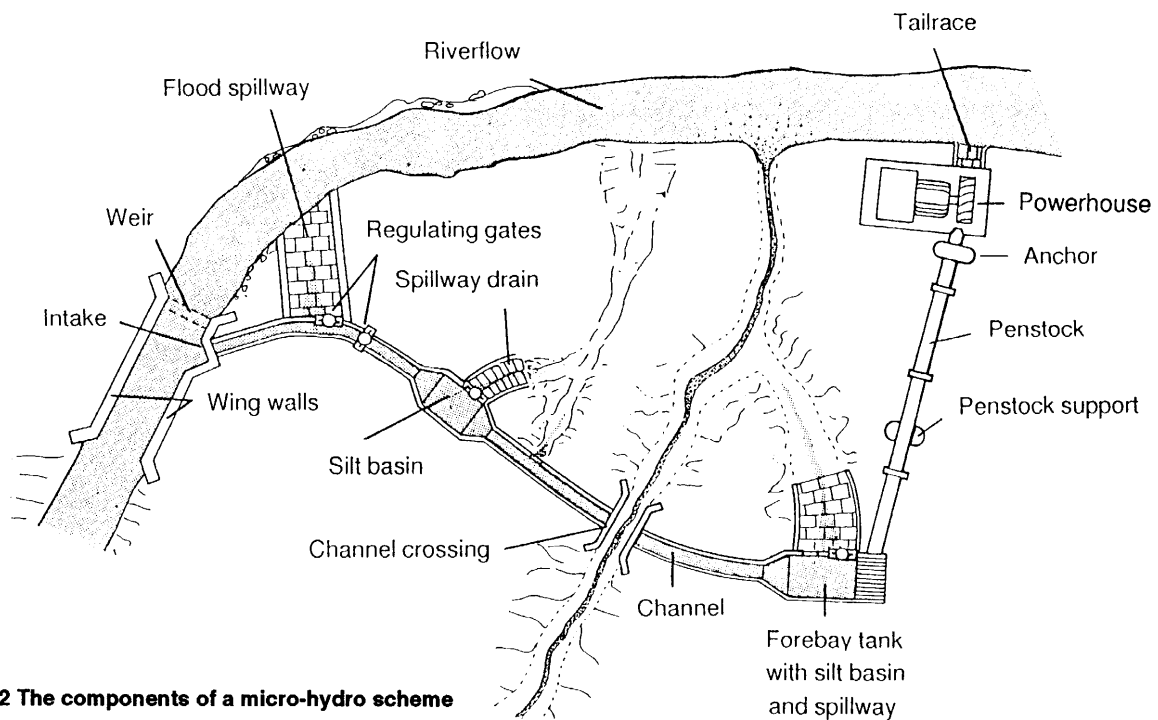 Tailrace
Riverflow
Flood spillway
Weir
Regulating gates
Powerhouse
Spillway drain
Anchor
Intake
Penstock
Wing walls
Penstock support
Silt basin
Channel crossing
Channel
Forebay tank
with silt basin
and spillway
2 The components of a micro-hydro scheme